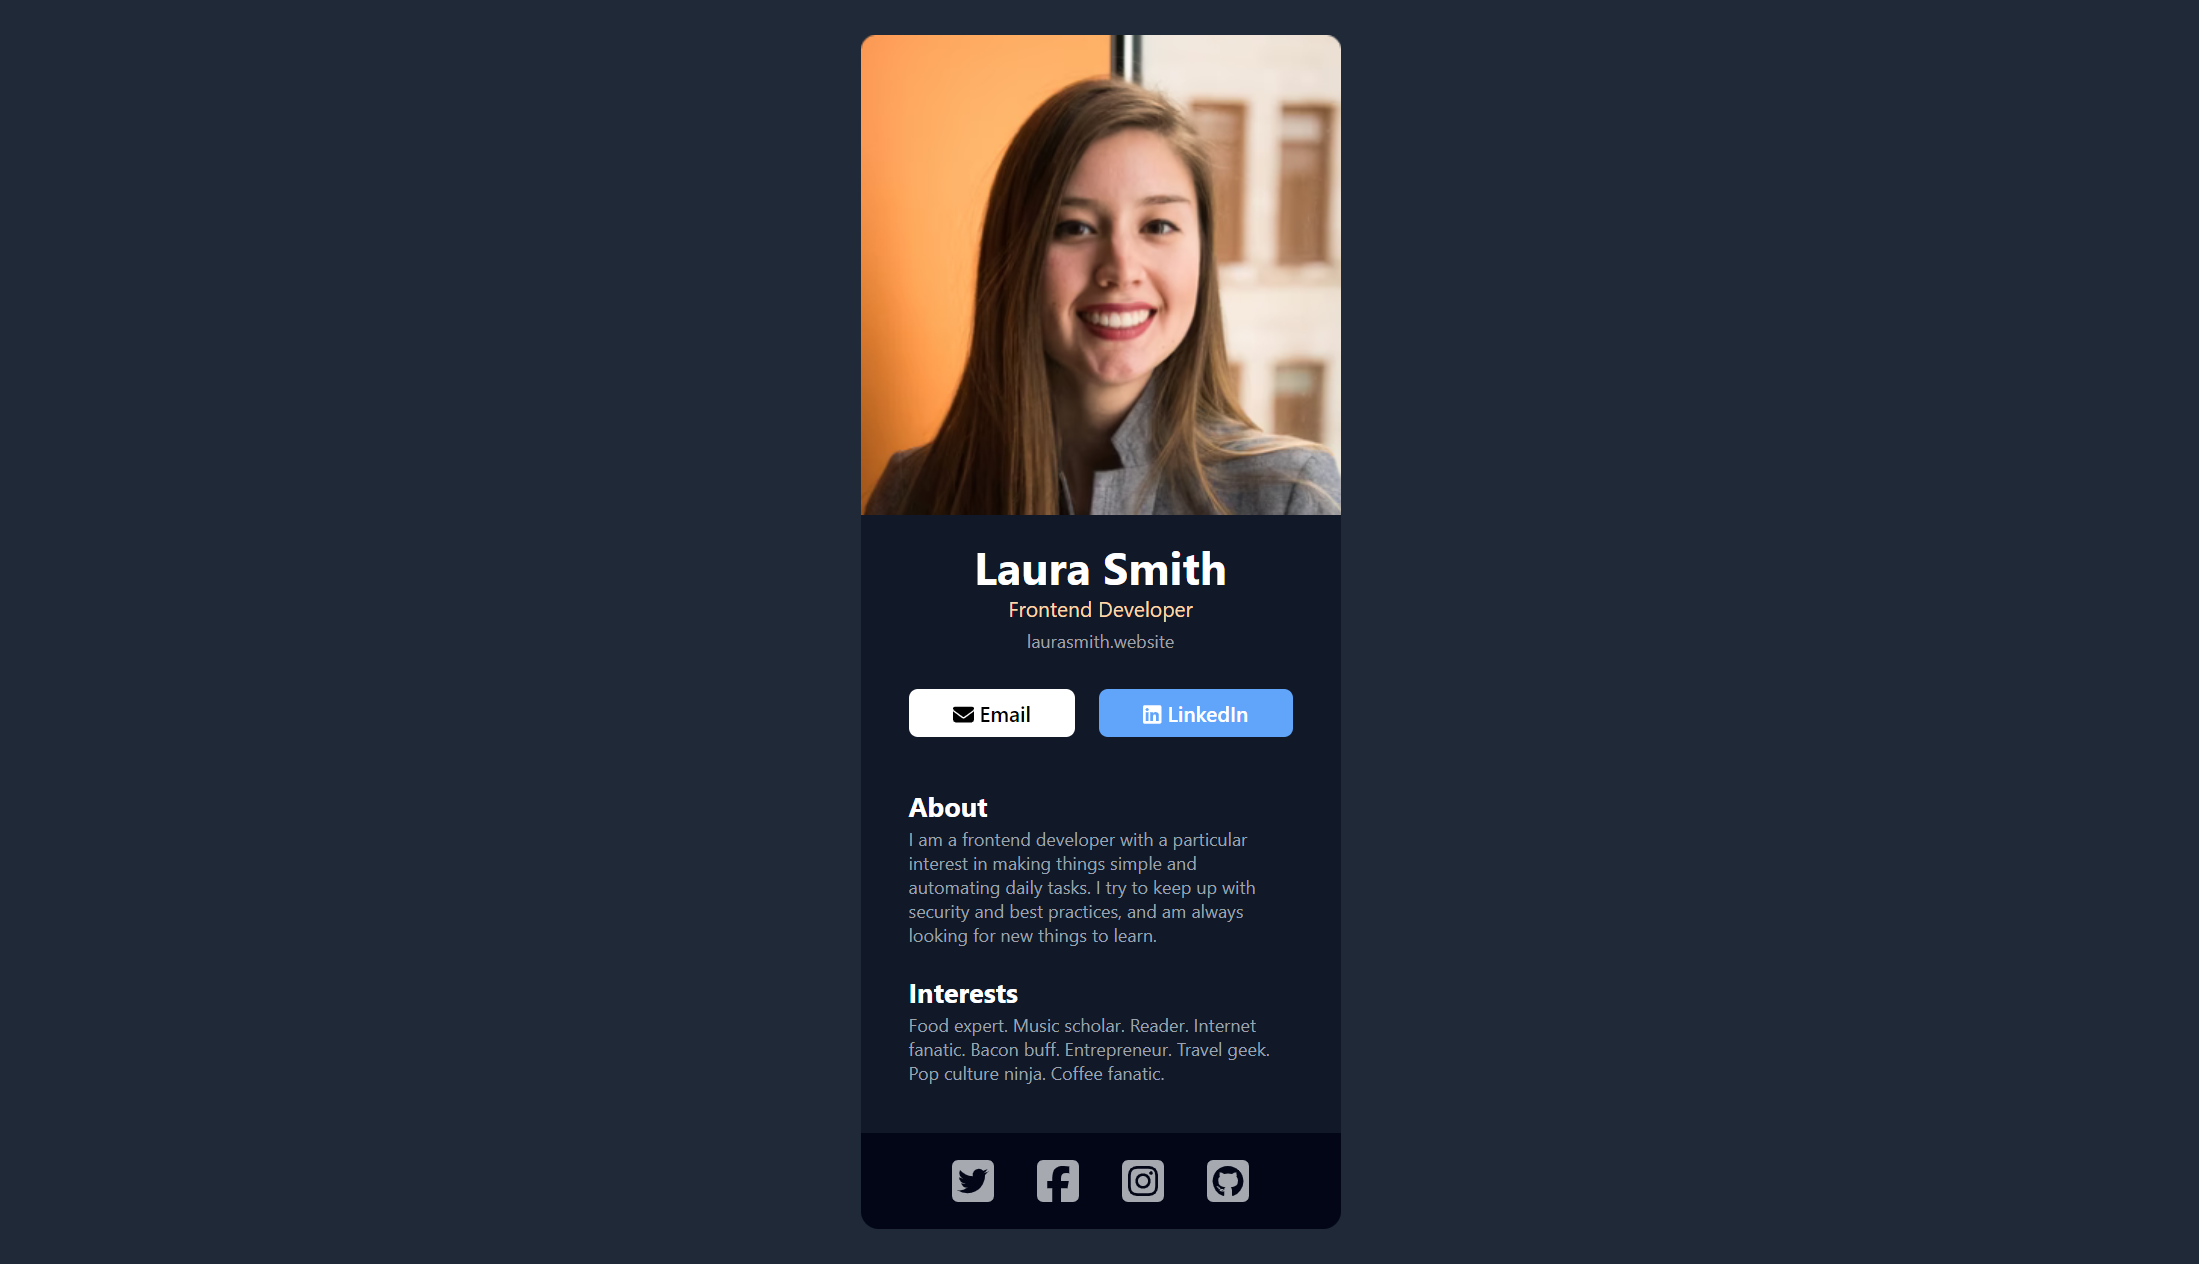 Laura Smith
Frontend Developer
laurasmith.website
Email
LinkedIn
About
I am a frontend developer with a particular
interest in making things simple and
automating daily tasks. I try to keep up with
security and best practices, and am always
looking for new things to learn.
Interests
Food expert. Music scholar. Reader. Internet
fanatic. Bacon buff. Entrepreneur. Travel geek.
Pop culture ninja. Coffee fanatic.